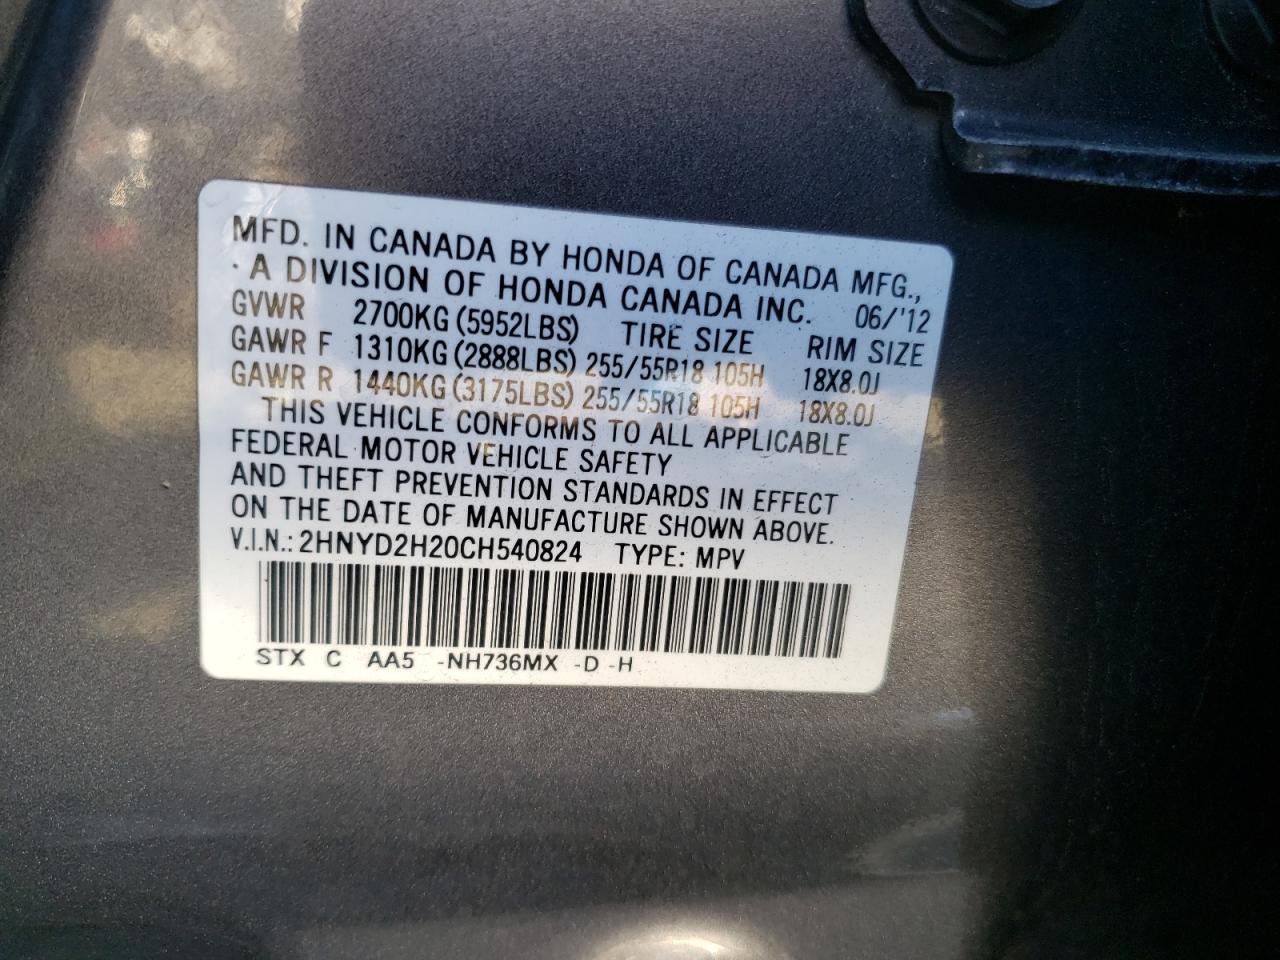 MFD. IN CANADA BY HONDA OF CANADA MFG.,
· A DIVISION OF HONDA CANADA INC. 06/'12
GVWR 2700KG (5952LBS) TIRE SIZE RIM SIZE
GAWR F 1310KG (2888LBS) 255/55R18 105H 18X8.0J
GAWR R 1440KG (3175LBS) 255/55R18 105H 18X8.0J
THIS VEHICLE CONFORMS TO ALL APPLICABLE
FEDERAL MOTOR VEHICLE SAFETY
AND THEFT PREVENTION STANDARDS IN EFFECT
ON THE DATE OF MANUFACTURE SHOWN ABOVE.
V.I.N.: 2HNYD2H20CH540824 TYPE: MPV
STX C AA5 -NH736MX -D -H